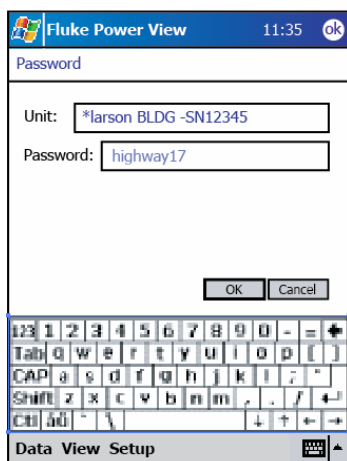 Fluke Power View 11:35 ok
Password
Unit: *larson BLDG -SN12345
Password: highway17
OK Cancel
123 1 2 3 4 5 6 7 8 9 0 - =
Tab q w e r t y u i o p [ ]
CAP a s d f g h j k l ; '
Shift z x c v b n m , . /
Ctl áü ` \
Data View Setup